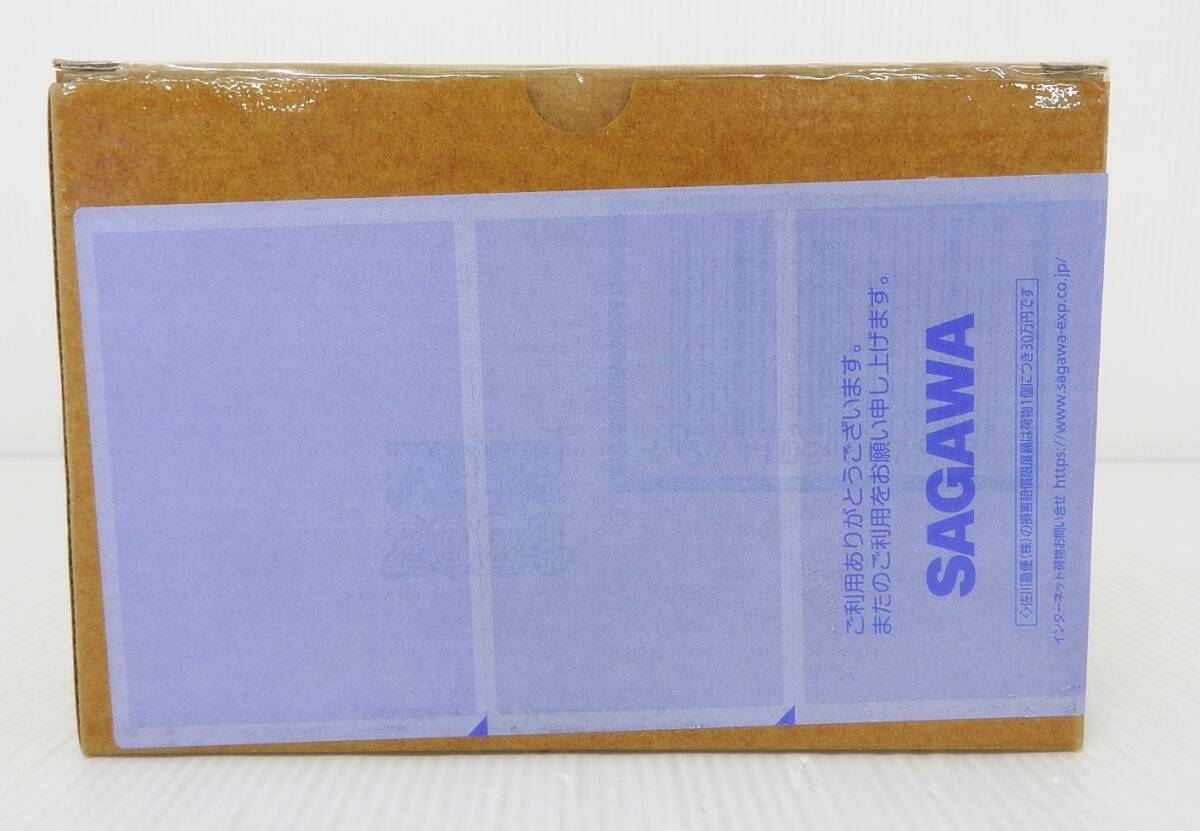 ご利用ありがとうございます。
またのご利用をお願い申し上げます。
SAGAWA
◇佐川急便(株)の損害賠償限度額は荷物1個につき30万円です
インターネット荷物お問い合せ https://www.sagawa-exp.co.jp/